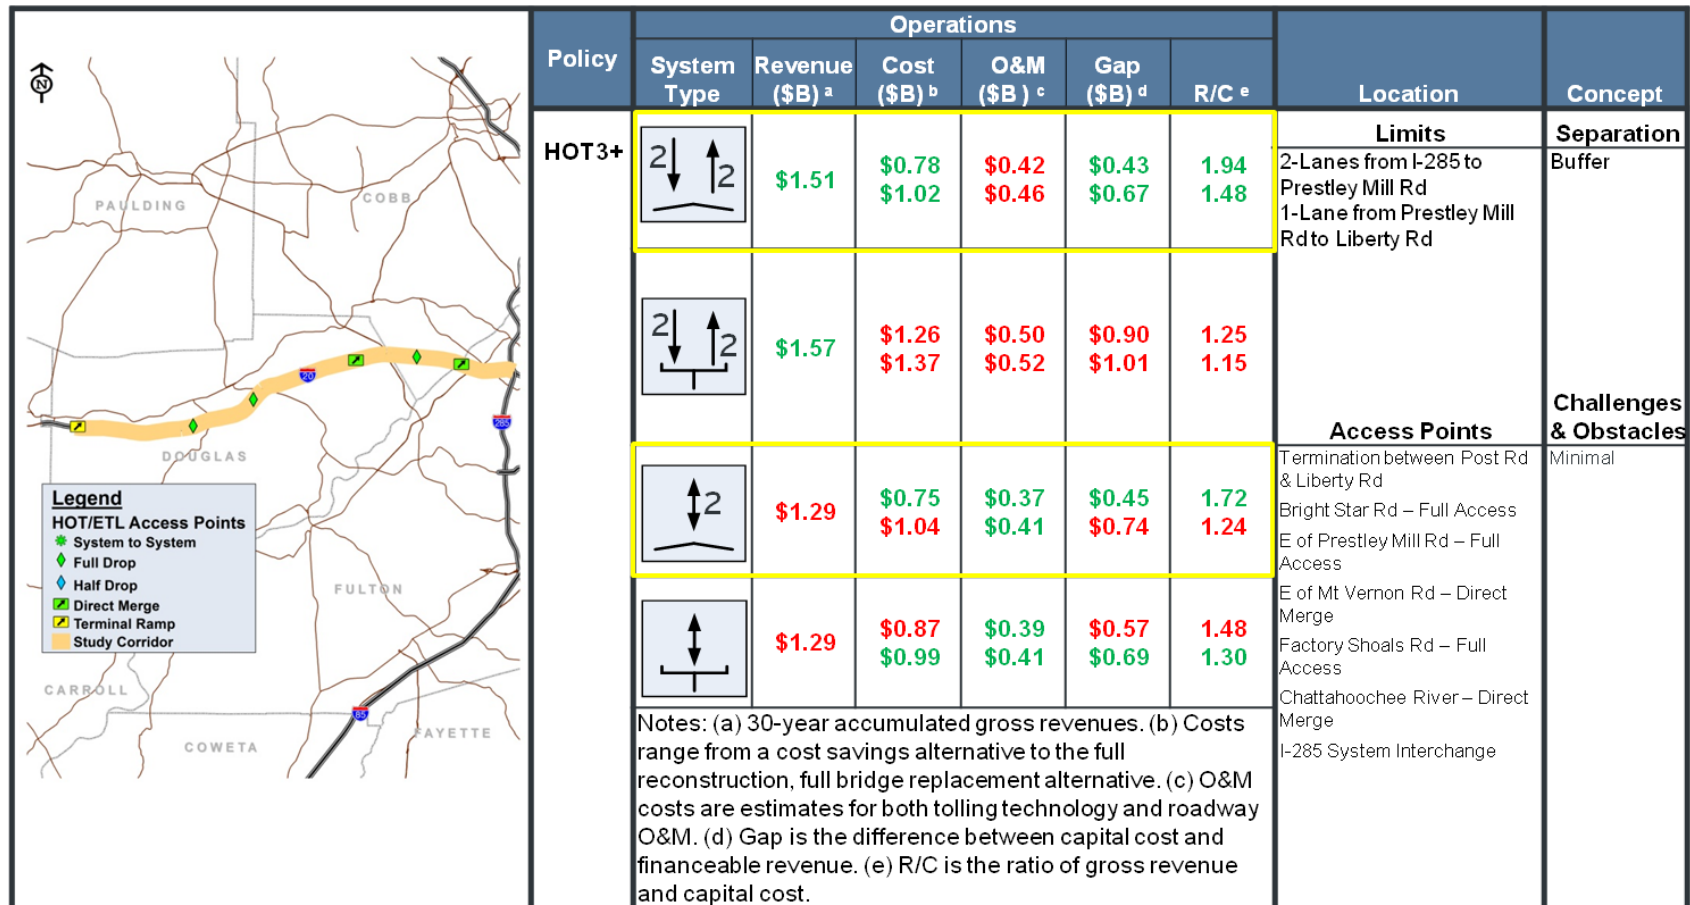 Operations
Policy
System Type
Revenue ($B) a
Cost ($B) b
O&M ($B ) c
Gap ($B) d
R/C e
Location
Concept
HOT3+
2 2
$1.51
$0.78
$1.02
$0.42
$0.46
$0.43
$0.67
1.94
1.48
2 2
$1.57
$1.26
$1.37
$0.50
$0.52
$0.90
$1.01
1.25
1.15
2
$1.29
$0.75
$1.04
$0.37
$0.41
$0.45
$0.74
1.72
1.24
$1.29
$0.87
$0.99
$0.39
$0.41
$0.57
$0.69
1.48
1.30
Notes: (a) 30-year accumulated gross revenues. (b) Costs
range from a cost savings alternative to the full
reconstruction, full bridge replacement alternative. (c) O&M
costs are estimates for both tolling technology and roadway
O&M. (d) Gap is the difference between capital cost and
financeable revenue. (e) R/C is the ratio of gross revenue
and capital cost.
Limits
2-Lanes from I-285 to
Prestley Mill Rd
1-Lane from Prestley Mill
Rd to Liberty Rd
Access Points
Termination between Post Rd
& Liberty Rd
Bright Star Rd – Full Access
E of Prestley Mill Rd – Full
Access
E of Mt Vernon Rd – Direct
Merge
Factory Shoals Rd – Full
Access
Chattahoochee River – Direct
Merge
I-285 System Interchange
Separation
Buffer
Challenges
& Obstacles
Minimal
N
PAULDING
COBB
20
285
DOUGLAS
FULTON
CARROLL
85
COWETA
FAYETTE
Legend
HOT/ETL Access Points
System to System
Full Drop
Half Drop
Direct Merge
Terminal Ramp
Study Corridor